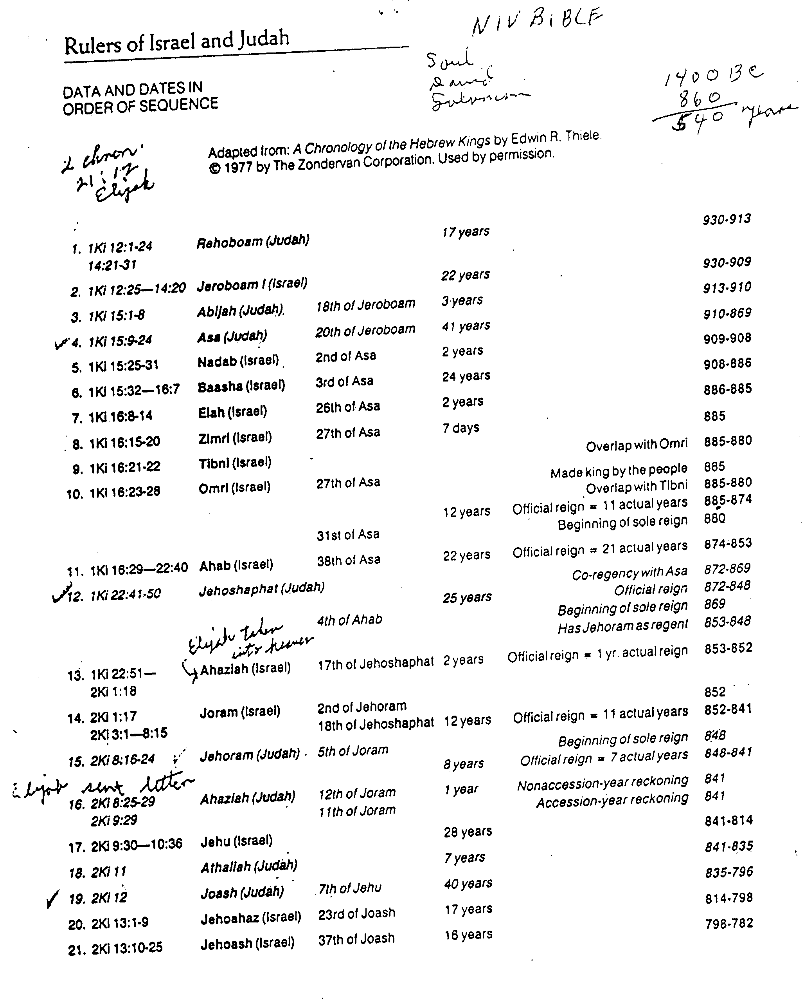 NIV BiBLE
Rulers of Israel and Judah
Saul
David
Solomon
1400 BC
860
540 years
DATA AND DATES IN
ORDER OF SEQUENCE
2 chron.
21:12
Elijah
Adapted from: A Chronology of the Hebrew Kings by Edwin R. Thiele.
© 1977 by The Zondervan Corporation. Used by permission.
1. 1Ki 12:1-24 Rehoboam (Judah) 17 years 930-913
14:21-31
2. 1Ki 12:25—14:20 Jeroboam I (Israel) 22 years 930-909
3. 1Ki 15:1-8 Abijah (Judah) 18th of Jeroboam 3 years 913-910
✓ 4. 1Ki 15:9-24 Asa (Judah) 20th of Jeroboam 41 years 910-869
5. 1Ki 15:25-31 Nadab (Israel) 2nd of Asa 2 years 909-908
6. 1Ki 15:32—16:7 Baasha (Israel) 3rd of Asa 24 years 908-886
7. 1Ki 16:8-14 Elah (Israel) 26th of Asa 2 years 886-885
8. 1Ki 16:15-20 Zimri (Israel) 27th of Asa 7 days 885
9. 1Ki 16:21-22 Tibni (Israel) Overlap with Omri 885-880
10. 1Ki 16:23-28 Omri (Israel) 27th of Asa Made king by the people 885
Overlap with Tibni 885-880
12 years Official reign = 11 actual years 885-874
31st of Asa Beginning of sole reign 880
11. 1Ki 16:29—22:40 Ahab (Israel) 38th of Asa 22 years Official reign = 21 actual years 874-853
✓ 12. 1Ki 22:41-50 Jehoshaphat (Judah) Co-regency with Asa 872-869
25 years Official reign 872-848
4th of Ahab Beginning of sole reign 869
Has Jehoram as regent 853-848
Elijah taken
into heaven
13. 1Ki 22:51— Ahaziah (Israel) 17th of Jehoshaphat 2 years Official reign = 1 yr. actual reign 853-852
2Ki 1:18
14. 2Ki 1:17 Joram (Israel) 2nd of Jehoram 852
2Ki 3:1—8:15 18th of Jehoshaphat 12 years Official reign = 11 actual years 852-841
15. 2Ki 8:16-24 ✓ Jehoram (Judah) 5th of Joram Beginning of sole reign 848
8 years Official reign = 7 actual years 848-841
Elijah sent letter
16. 2Ki 8:25-29 Ahaziah (Judah) 12th of Joram 1 year Nonaccession-year reckoning 841
2Ki 9:29 11th of Joram Accession-year reckoning 841
17. 2Ki 9:30—10:36 Jehu (Israel) 28 years 841-814
18. 2Ki 11 Athaliah (Judah) 7 years 841-835
✓ 19. 2Ki 12 Joash (Judah) 7th of Jehu 40 years 835-796
20. 2Ki 13:1-9 Jehoahaz (Israel) 23rd of Joash 17 years 814-798
21. 2Ki 13:10-25 Jehoash (Israel) 37th of Joash 16 years 798-782